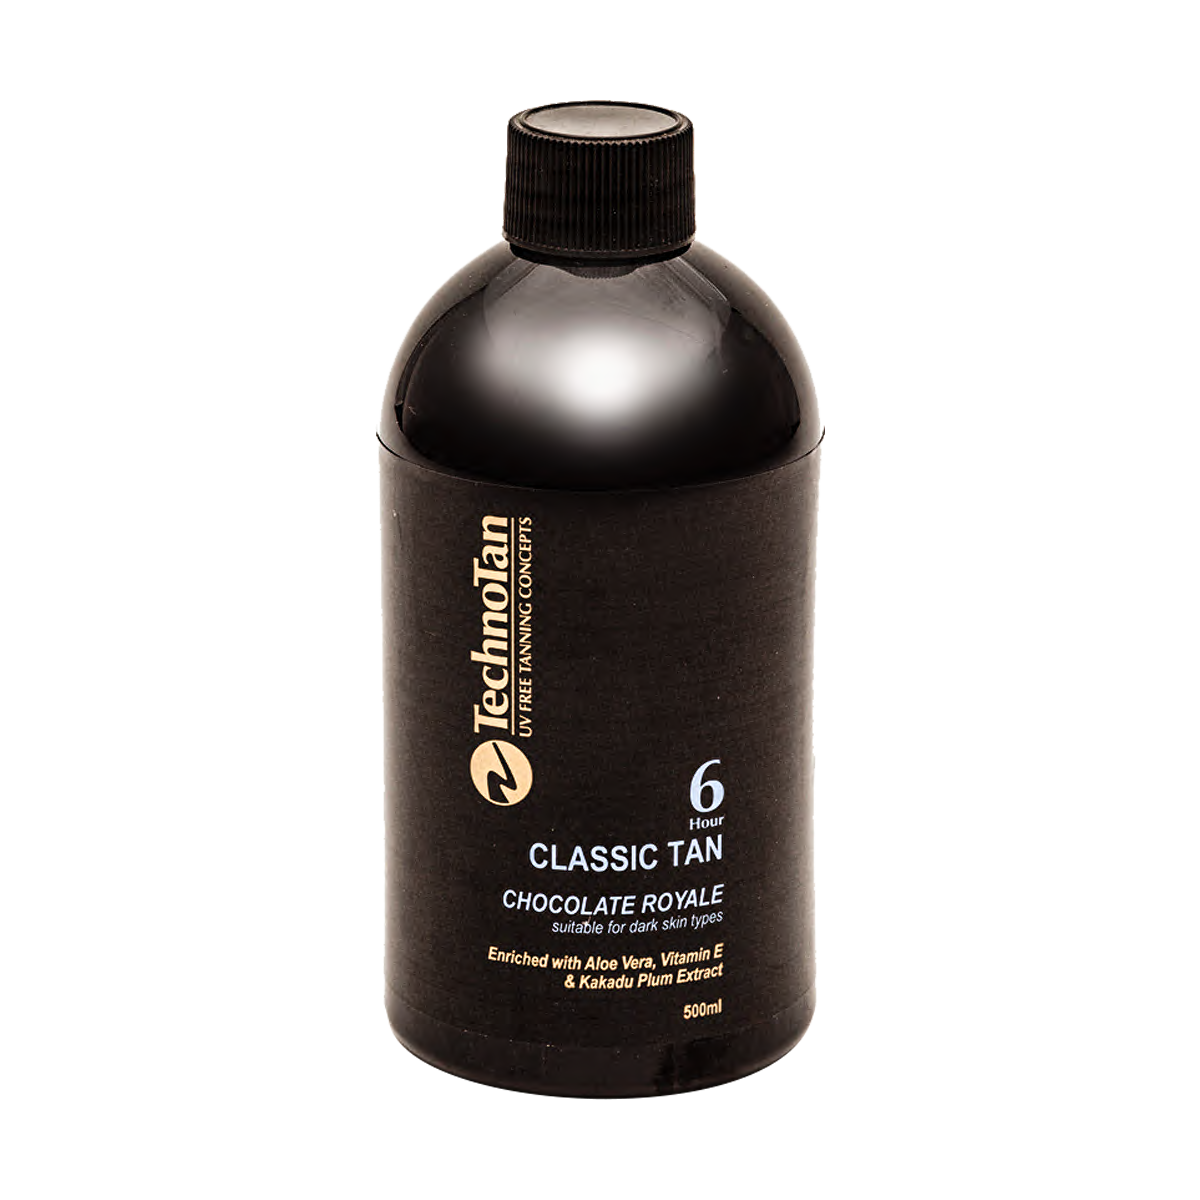 TechnoTan
UV FREE TANNING CONCEPTS
6
Hour
CLASSIC TAN
CHOCOLATE ROYALE
suitable for dark skin types
Enriched with Aloe Vera, Vitamin E
& Kakadu Plum Extract
500ml